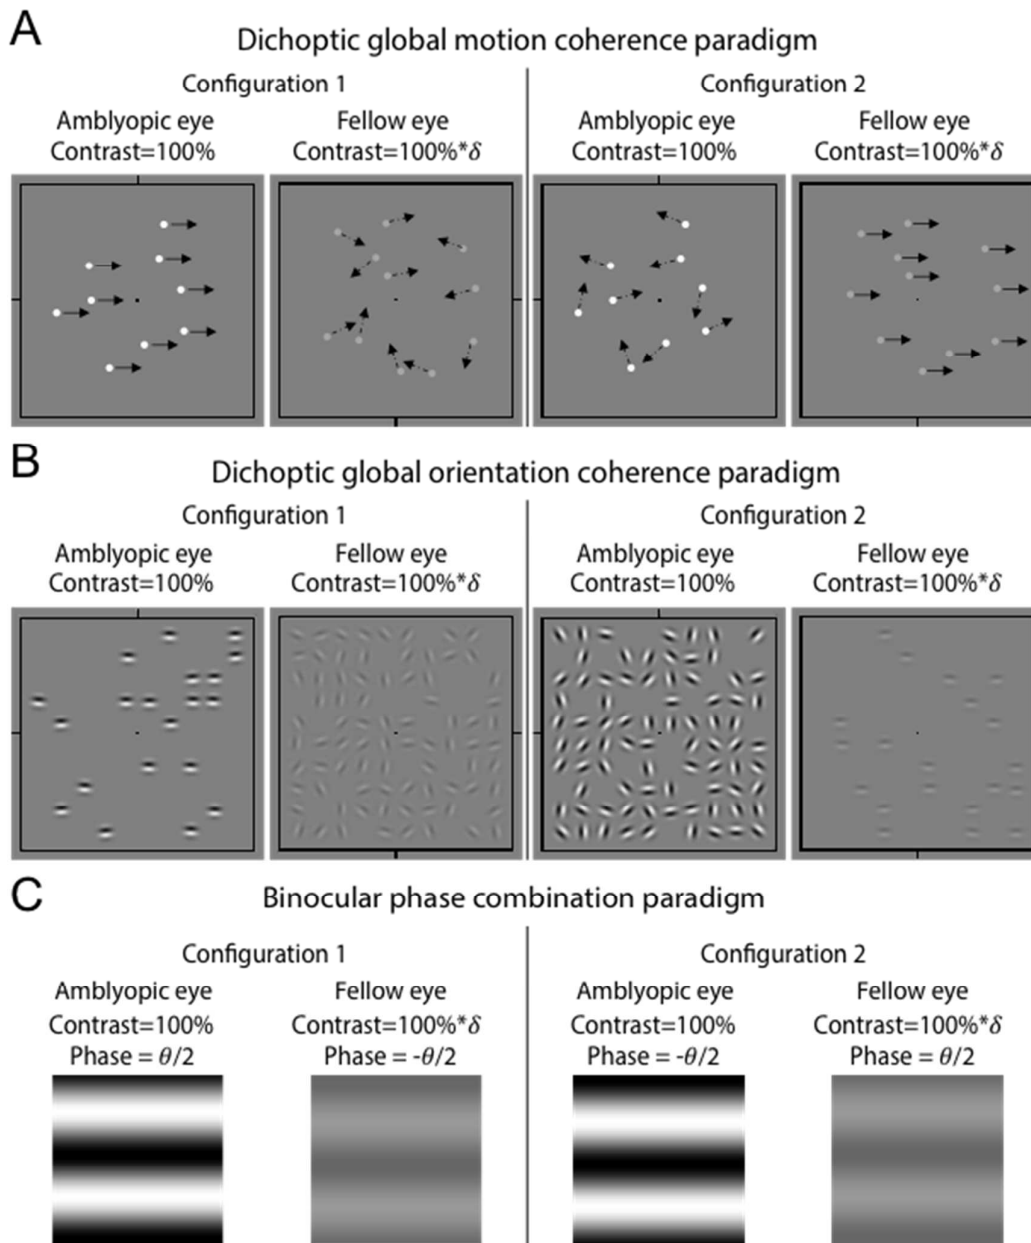 A
Dichoptic global motion coherence paradigm
Configuration 1
Amblyopic eye
Contrast=100%
Fellow eye
Contrast=100%*δ
Configuration 2
Amblyopic eye
Contrast=100%
Fellow eye
Contrast=100%*δ
B
Dichoptic global orientation coherence paradigm
Configuration 1
Amblyopic eye
Contrast=100%
Fellow eye
Contrast=100%*δ
Configuration 2
Amblyopic eye
Contrast=100%
Fellow eye
Contrast=100%*δ
C
Binocular phase combination paradigm
Configuration 1
Amblyopic eye
Contrast=100%
Phase = θ/2
Fellow eye
Contrast=100%*δ
Phase = -θ/2
Configuration 2
Amblyopic eye
Contrast=100%
Phase = -θ/2
Fellow eye
Contrast=100%*δ
Phase = θ/2